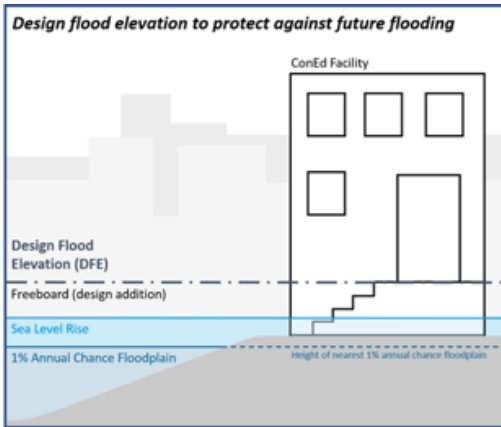 Design flood elevation to protect against future flooding
ConEd Facility
Design Flood
Elevation (DFE)
Freeboard (design addition)
Sea Level Rise
1% Annual Chance Floodplain
Height of nearest 1% annual chance floodplain